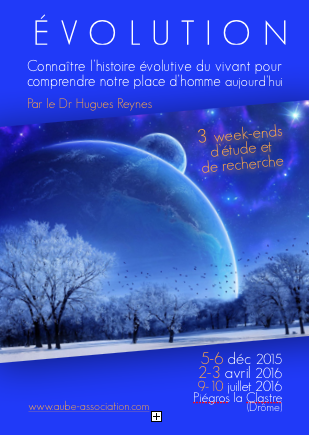 ÉVOLUTION
Connaître l'histoire évolutive du vivant pour
comprendre notre place d'homme aujourd'hui
Par le Dr Hugues Reynes
3 week-ends
d'étude et
de recherche
5-6 déc 2015
2-3 avril 2016
9-10 juillet 2016
Piégros la Clastre
(Drôme)
www.aube-association.com